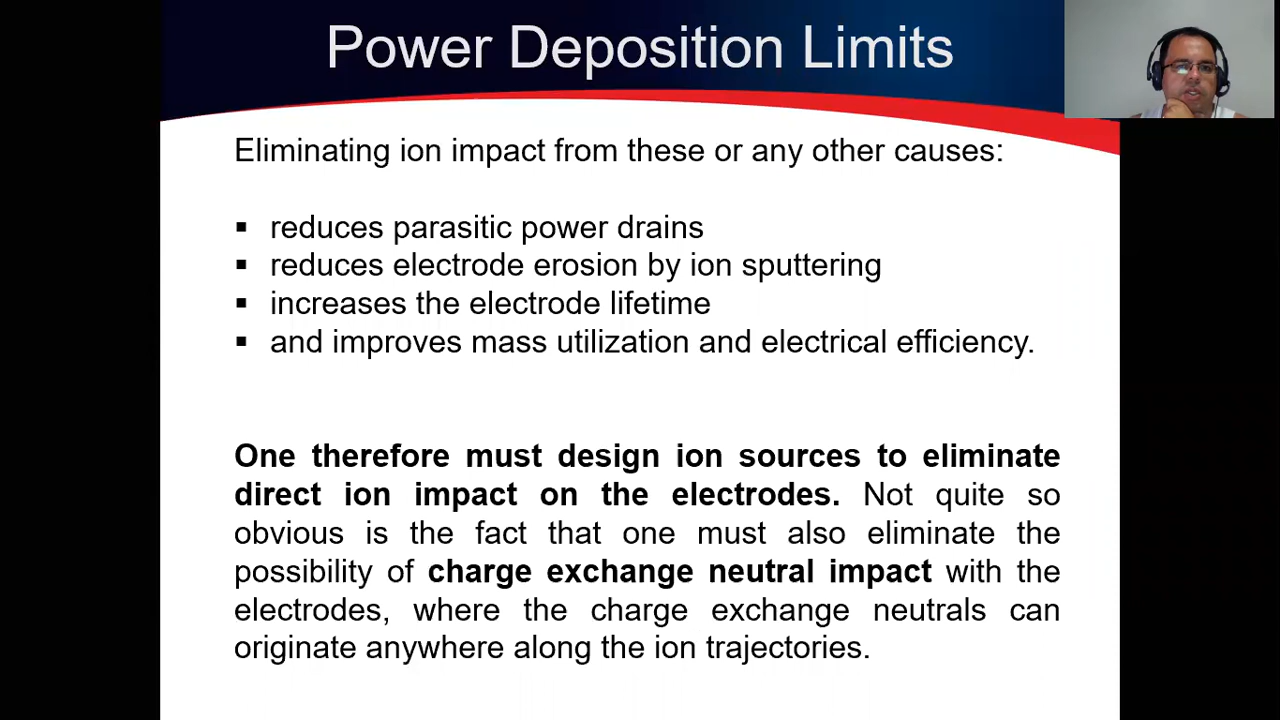 Power Deposition Limits
Eliminating ion impact from these or any other causes:
▪ reduces parasitic power drains
▪ reduces electrode erosion by ion sputtering
▪ increases the electrode lifetime
▪ and improves mass utilization and electrical efficiency.
One therefore must design ion sources to eliminate
direct ion impact on the electrodes. Not quite so
obvious is the fact that one must also eliminate the
possibility of charge exchange neutral impact with the
electrodes, where the charge exchange neutrals can
originate anywhere along the ion trajectories.